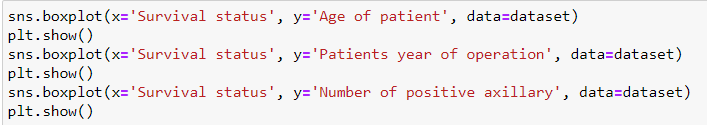 sns.boxplot(x='Survival status', y='Age of patient', data=dataset)
plt.show()
sns.boxplot(x='Survival status', y='Patients year of operation', data=dataset)
plt.show()
sns.boxplot(x='Survival status', y='Number of positive axillary', data=dataset)
plt.show()